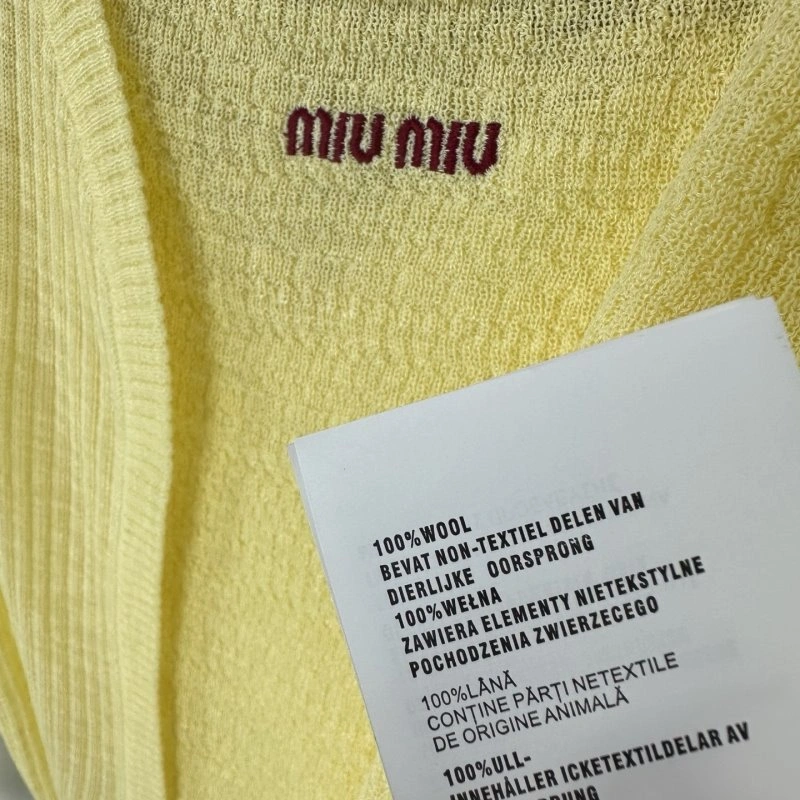 MIU MIU
100%WOOL
BEVAT NON-TEXTIEL DELEN VAN
DIERLIJKE OORSPRONG
100%WEŁNA
ZAWIERA ELEMENTY NIETEKSTYLNE
POCHODZENIA ZWIERZECEGO
100%LÂNĂ
CONȚINE PĂRȚI NETEXTILE
DE ORIGINE ANIMALĂ
100%ULL-
INNEHÅLLER ICKETEXTILDELAR AV